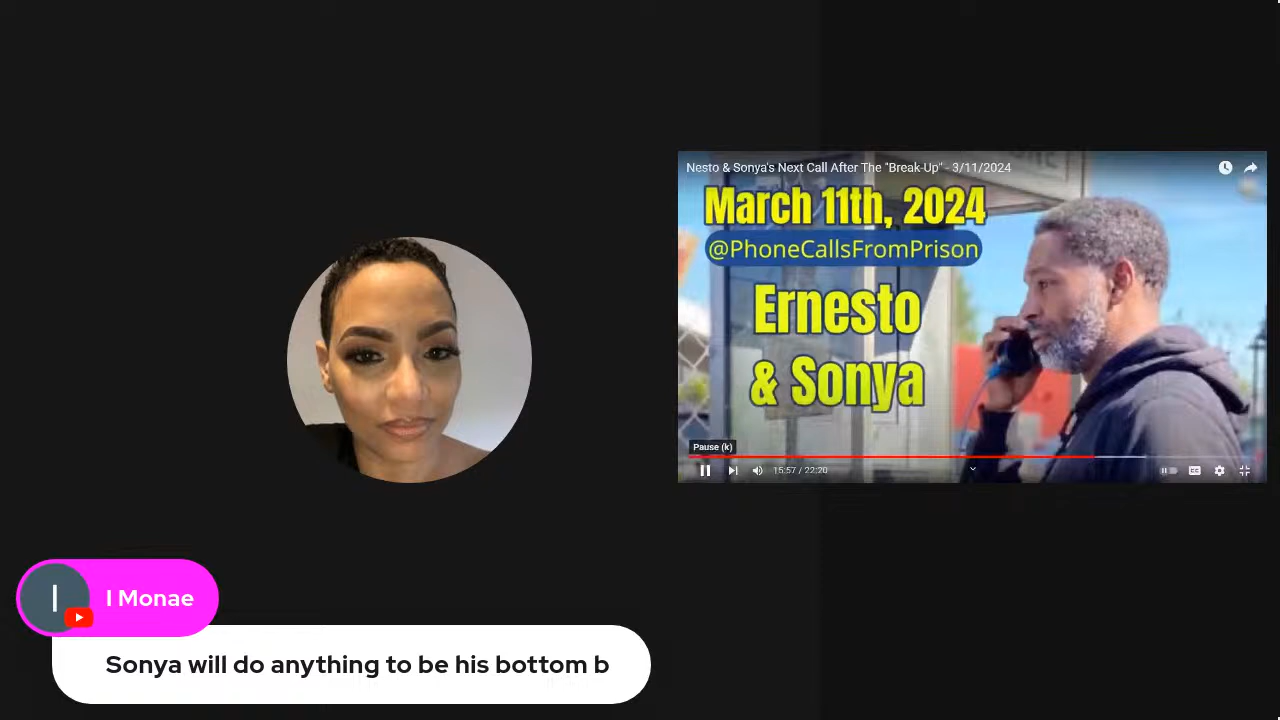 Nesto & Sonya's Next Call After The "Break-Up" - 3/11/2024
March 11th, 2024
@PhoneCallsFromPrison
Ernesto
& Sonya
Pause (k)
15:57 / 22:20
I
I Monae
Sonya will do anything to be his bottom b